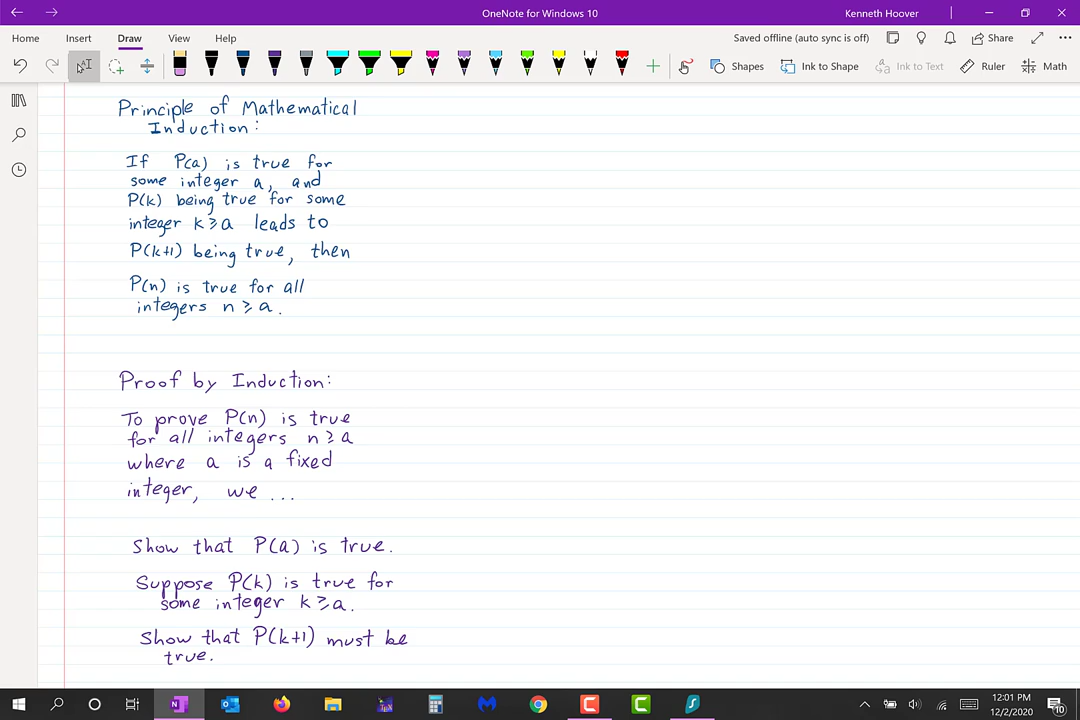 OneNote for Windows 10
Kenneth Hoover
Home Insert Draw View Help
Saved offline (auto sync is off)
Share
Shapes
Ink to Shape
Ink to Text
Ruler
Math
Principle of Mathematical
Induction:
If P(a) is true for
some integer a, and
P(k) being true for some
integer k ≥ a leads to
P(k+1) being true, then
P(n) is true for all
integers n ≥ a.
Proof by Induction:
To prove P(n) is true
for all integers n ≥ a
where a is a fixed
integer, we ...
Show that P(a) is true.
Suppose P(k) is true for
some integer k ≥ a.
Show that P(k+1) must be
true.
12:01 PM
12/2/2020
10